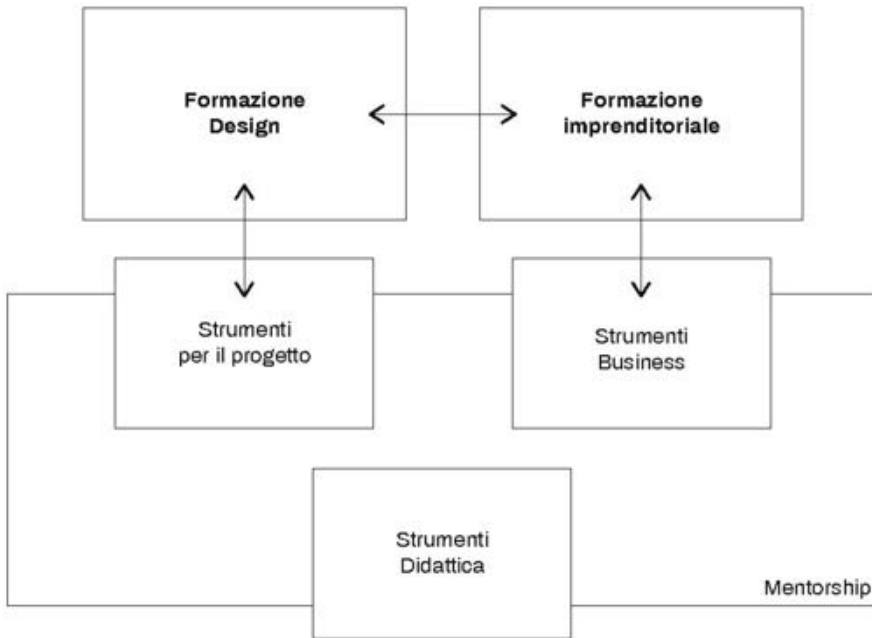 Formazione
Design
Formazione
imprenditoriale
Strumenti
per il progetto
Strumenti
Business
Strumenti
Didattica
Mentorship